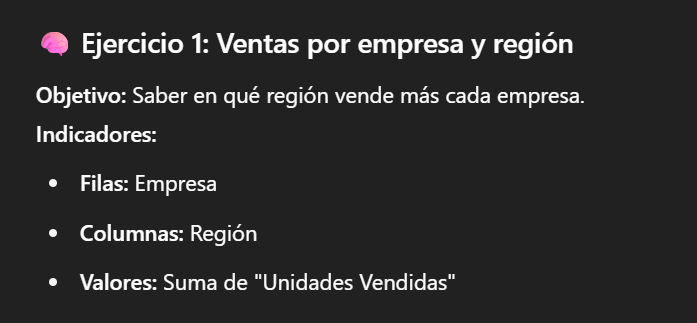 🧠 Ejercicio 1: Ventas por empresa y región
Objetivo: Saber en qué región vende más cada empresa.
Indicadores:
• Filas: Empresa
• Columnas: Región
• Valores: Suma de "Unidades Vendidas"